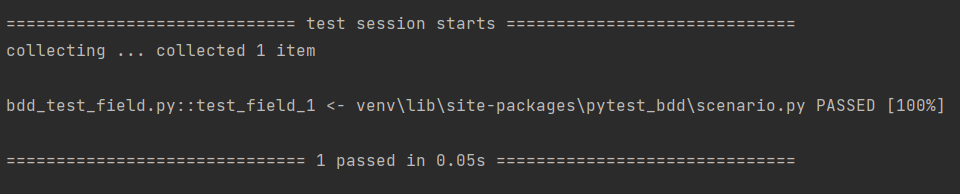 ============================= test session starts =============================
collecting ... collected 1 item
bdd_test_field.py::test_field_1 <- venv\lib\site-packages\pytest_bdd\scenario.py PASSED [100%]
============================== 1 passed in 0.05s ==============================